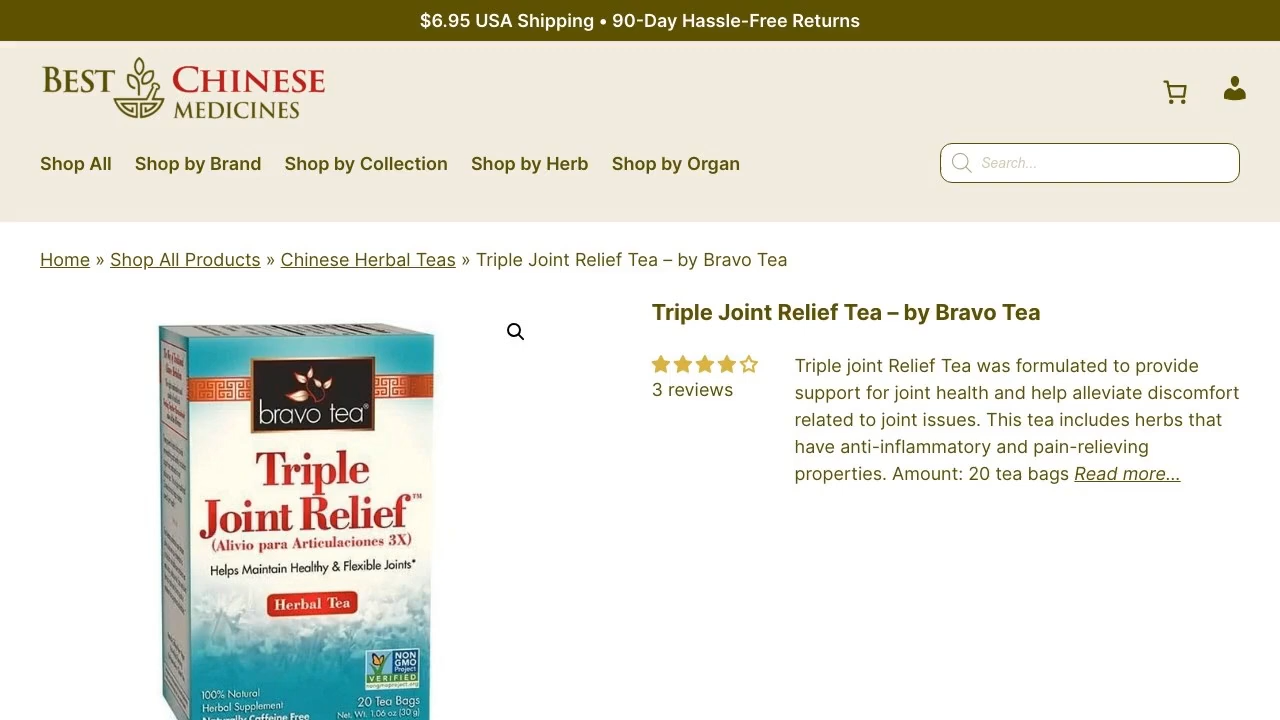 $6.95 USA Shipping • 90-Day Hassle-Free Returns
BEST CHINESE
MEDICINES
Shop All Shop by Brand Shop by Collection Shop by Herb Shop by Organ
Search...
Home » Shop All Products » Chinese Herbal Teas » Triple Joint Relief Tea – by Bravo Tea
Triple Joint Relief Tea – by Bravo Tea
3 reviews
Triple joint Relief Tea was formulated to provide
support for joint health and help alleviate discomfort
related to joint issues. This tea includes herbs that
have anti-inflammatory and pain-relieving
properties. Amount: 20 tea bags Read more...
bravo tea®
Triple
Joint Relief™
(Alivio para Articulaciones 3X)
Helps Maintain Healthy & Flexible Joints*
Herbal Tea
NON
GMO
Project
VERIFIED
nongmoproject.org
100% Natural
Herbal Supplement
Naturally Caffeine Free
20 Tea Bags
Net. Wt. 1.06 oz (30 g)